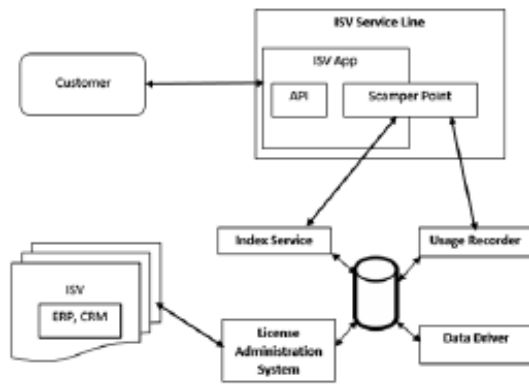 ISV Service Line
ISV App
Customer
API
Scamper Point
Index Service
Usage Recorder
ISV
ERP, CRM
License
Administration
System
Data Driver